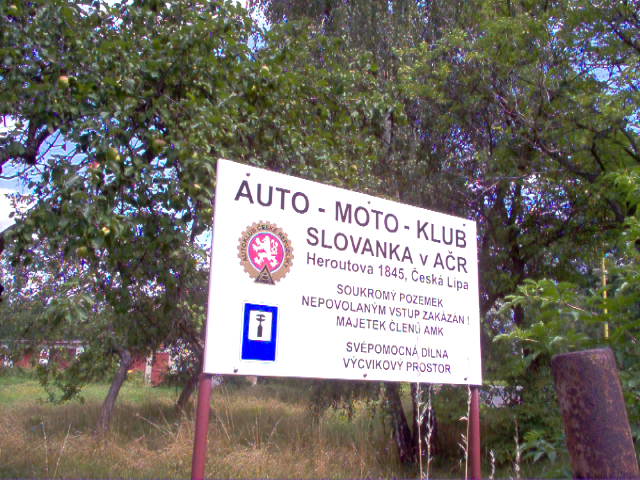 AUTO - MOTO - KLUB
SLOVANKA v AČR
Heroutova 1845, Česká Lípa
SOUKROMÝ POZEMEK
NEPOVOLANÝM VSTUP ZAKÁZÁN !
MAJETEK ČLENŮ AMK
SVÉPOMOCNÁ DÍLNA
VÝCVIKOVÝ PROSTOR